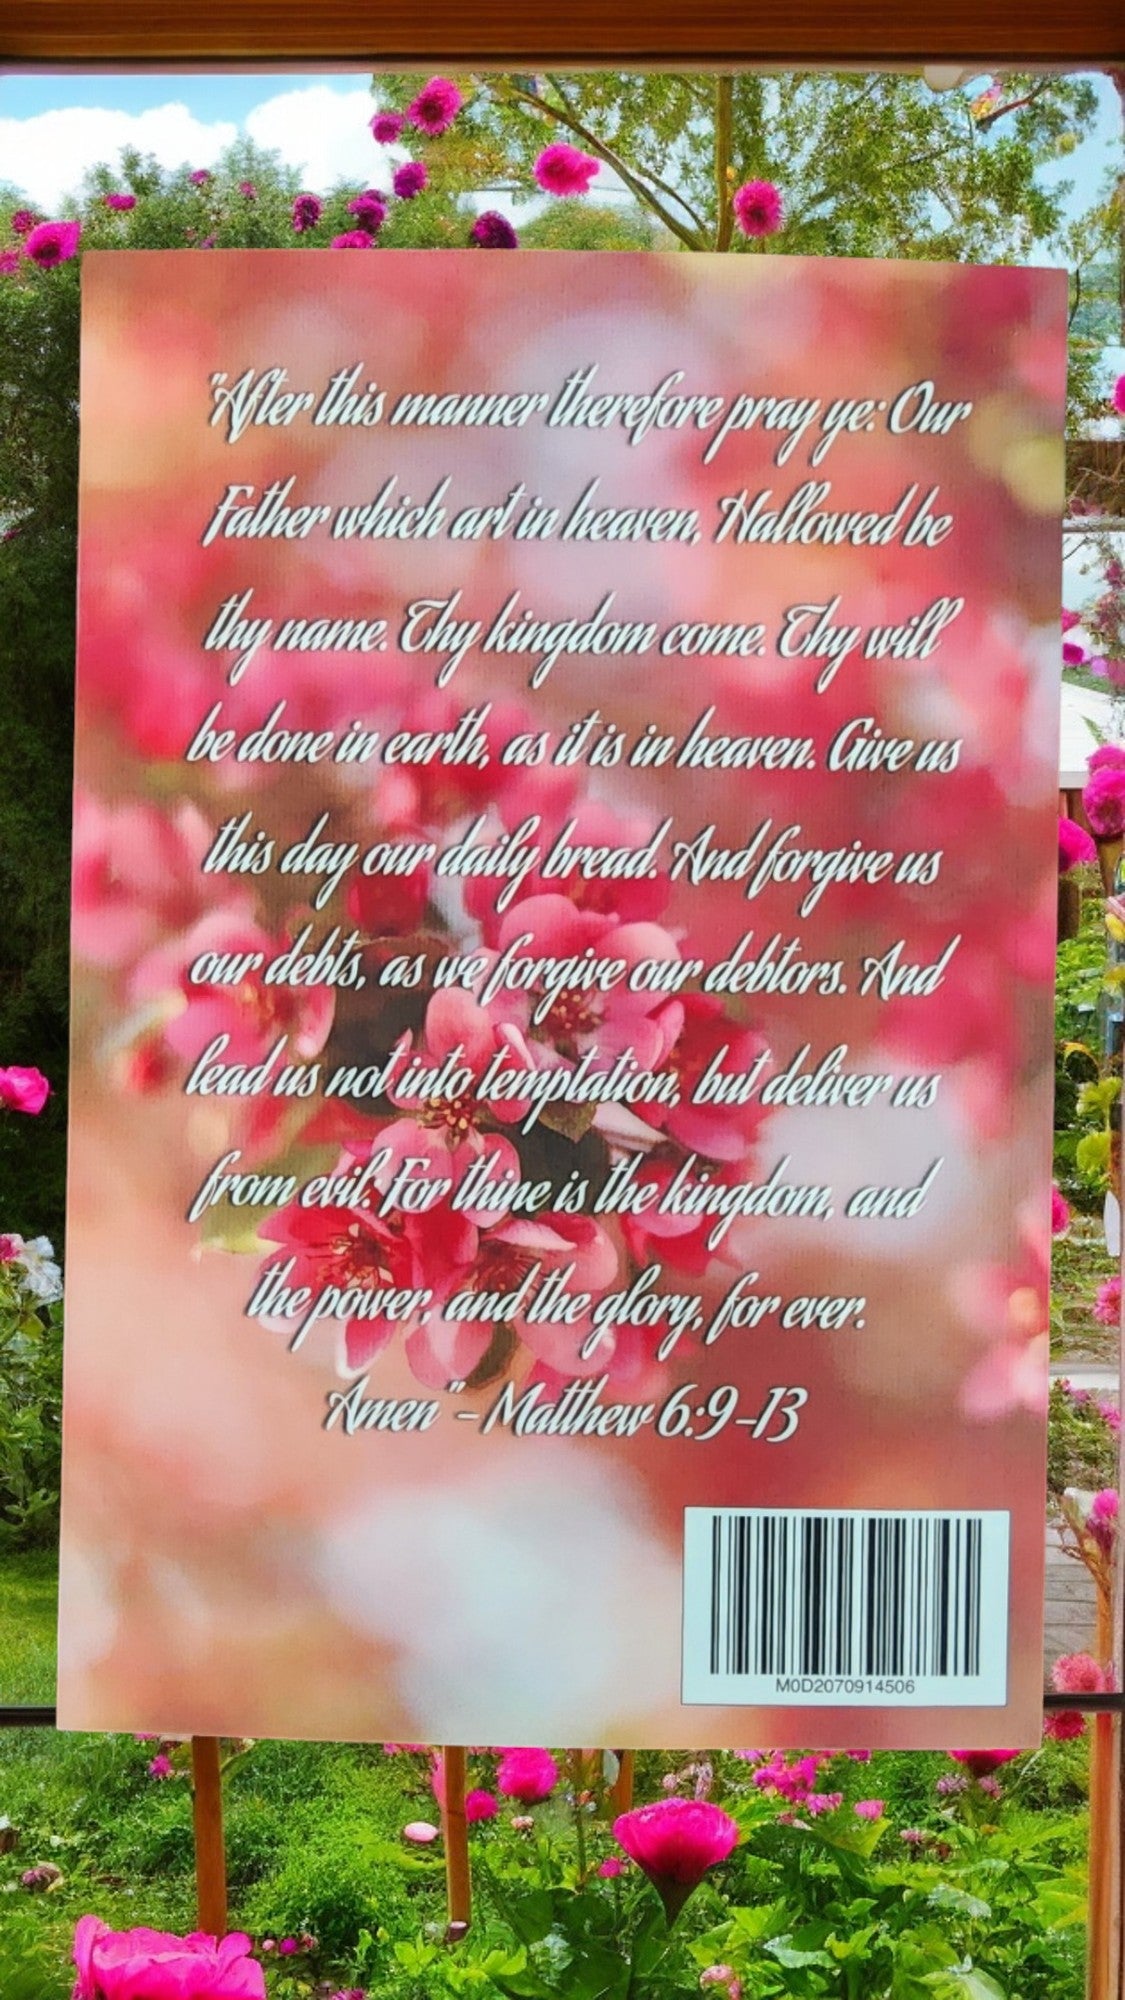 "After this manner therefore pray ye: Our
Father which art in heaven, Hallowed be
thy name. Thy kingdom come. Thy will
be done in earth, as it is in heaven. Give us
this day our daily bread. And forgive us
our debts, as we forgive our debtors. And
lead us not into temptation, but deliver us
from evil: For thine is the kingdom, and
the power, and the glory, for ever.
Amen"- Matthew 6:9-13
M0D2070914506